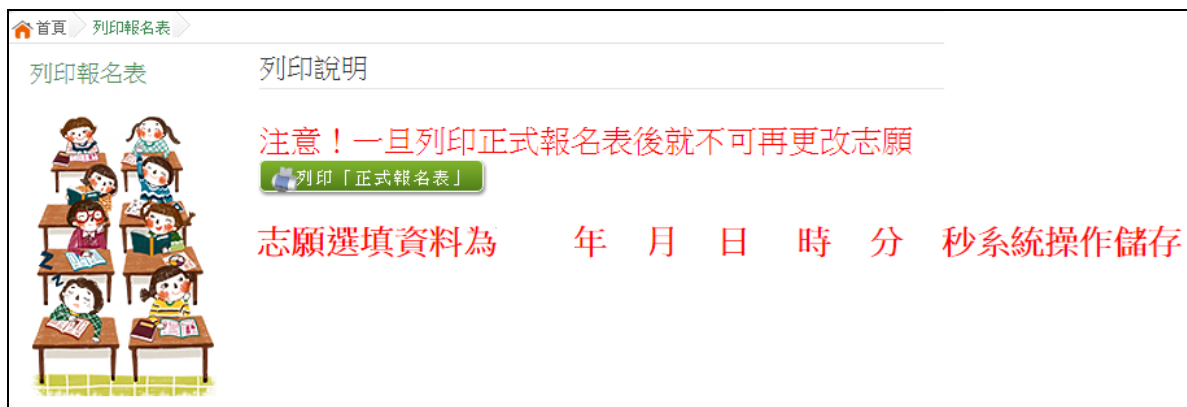 首頁 列印報名表
列印報名表
列印說明
注意！一旦列印正式報名表後就不可再更改志願
列印「正式報名表」
志願選填資料為 年 月 日 時 分 秒系統操作儲存
Z
Z
Z